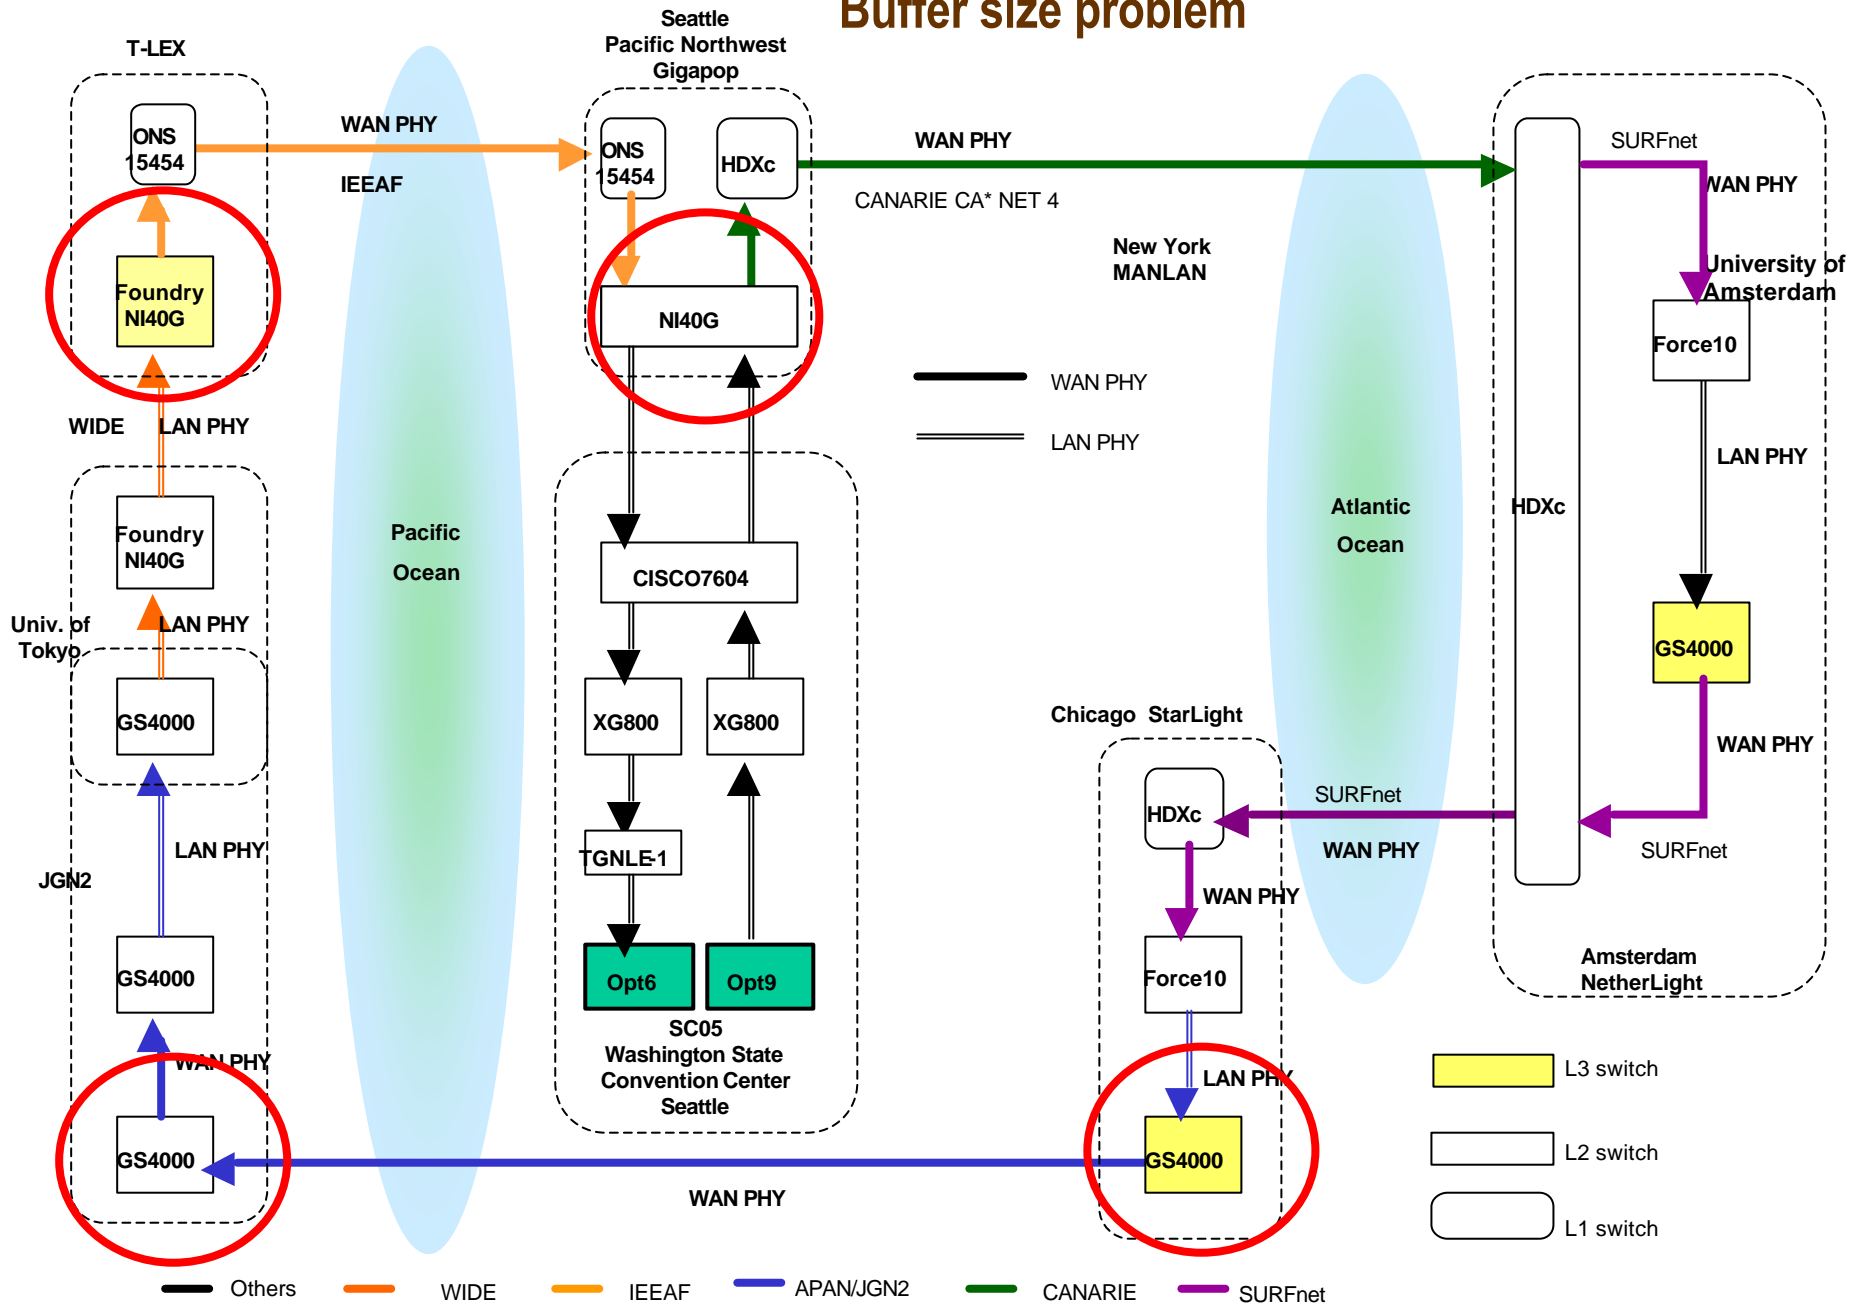 Buffer size problem
T-LEX
Seattle
Pacific Northwest
Gigapop
ONS
15454
WAN PHY
IEEAF
ONS
15454
HDXc
WAN PHY
CANARIE CA* NET 4
SURFnet
WAN PHY
New York
MANLAN
University of
Amsterdam
Foundry
NI40G
NI40G
Force10
WAN PHY
LAN PHY
WIDE
LAN PHY
LAN PHY
Foundry
NI40G
Pacific
Ocean
CISCO7604
Atlantic
Ocean
HDXc
Univ. of
Tokyo
LAN PHY
GS4000
GS4000
XG800
XG800
Chicago StarLight
WAN PHY
SURFnet
HDXc
WAN PHY
SURFnet
LAN PHY
JGN2
TGNLE-1
WAN PHY
GS4000
Opt6
Opt9
Force10
Amsterdam
NetherLight
SC05
Washington State
Convention Center
Seattle
WAN PHY
LAN PHY
GS4000
GS4000
WAN PHY
L3 switch
L2 switch
L1 switch
Others
WIDE
IEEAF
APAN/JGN2
CANARIE
SURFnet